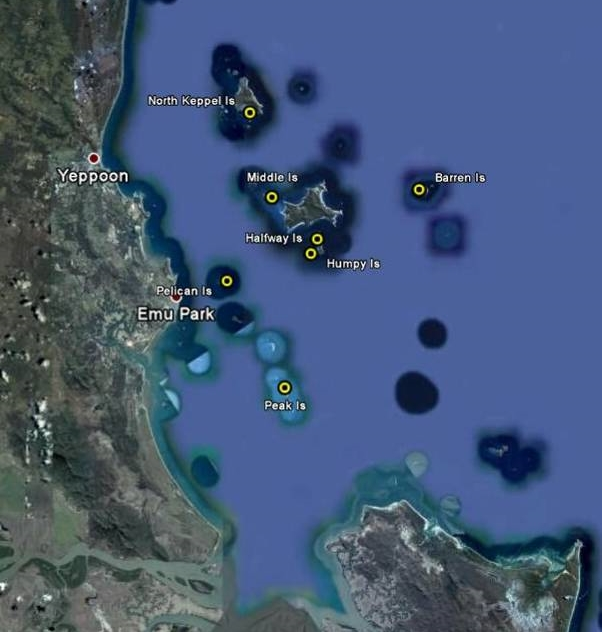 North Keppel Is
Yeppoon
Middle Is
Barren Is
Halfway Is
Humpy Is
Pelican Is
Emu Park
Peak Is